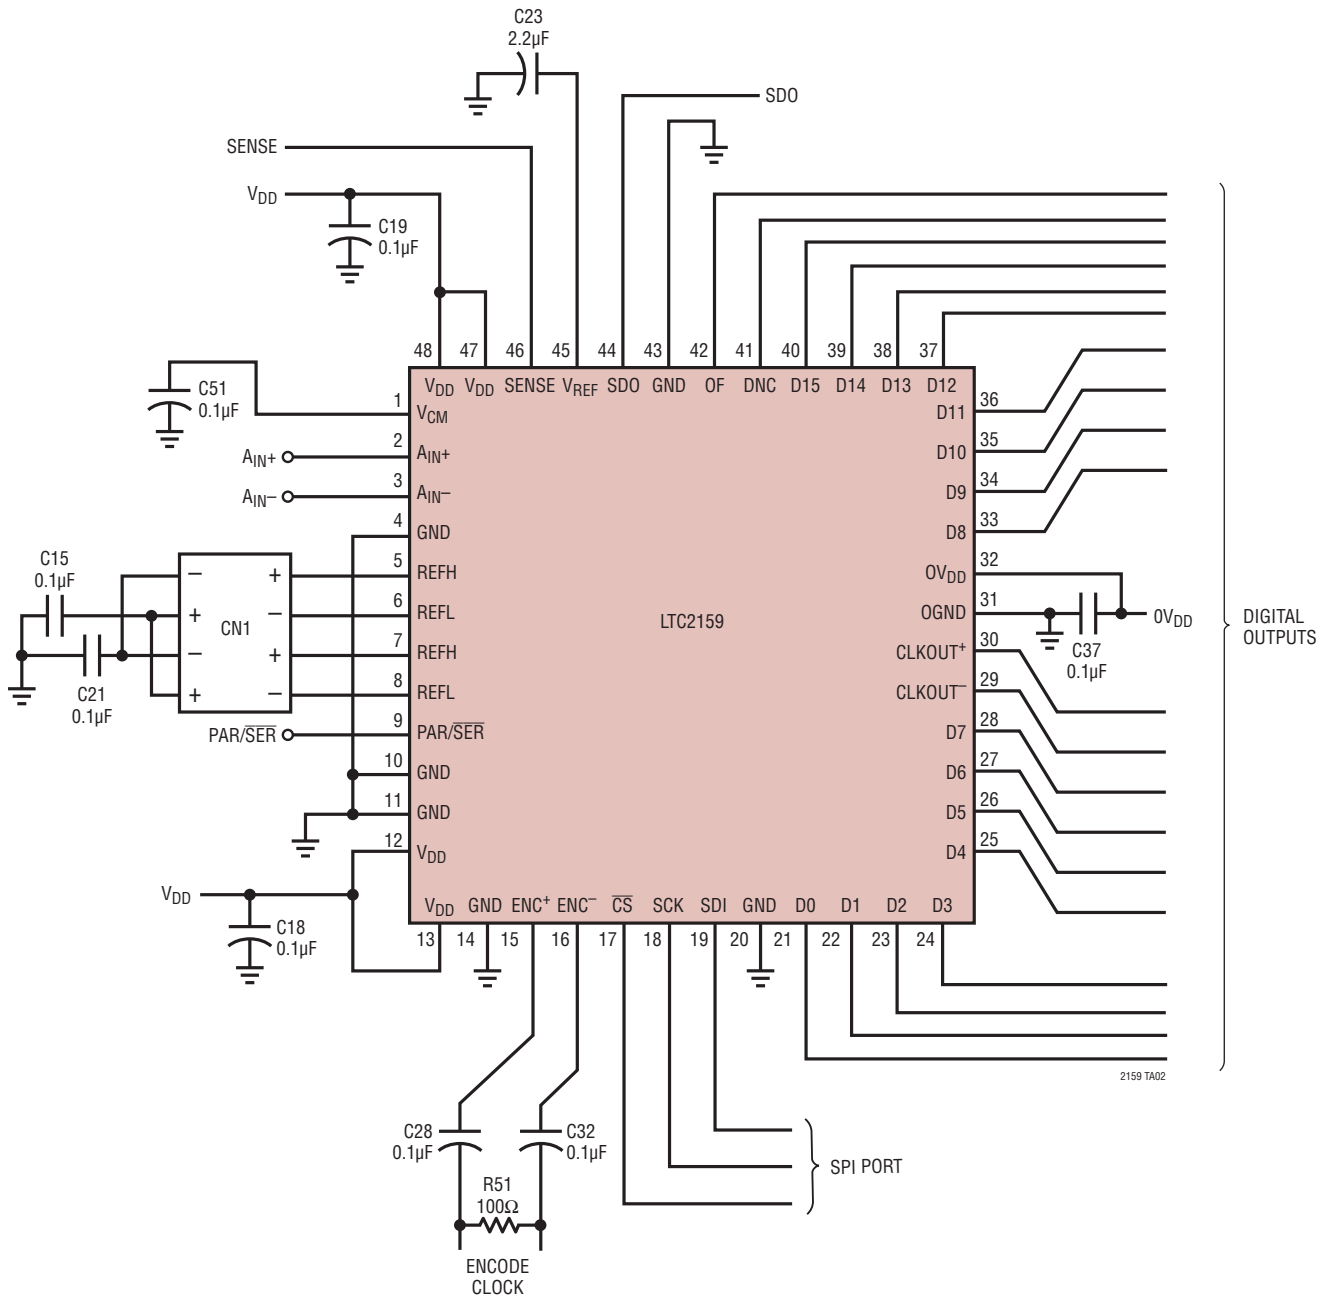 C23
2.2µF
SDO
SENSE
VDD
C19
0.1µF
48 47 46 45 44 43 42 41 40 39 38 37
VDD VDD SENSE VREF SDO GND OF DNC D15 D14 D13 D12
C51
0.1µF
1
VCM
2
AIN+
AIN+
3
AIN–
AIN–
4
GND
5
REFH
6
REFL
7
REFH
8
REFL
9
PAR/S̅E̅R̅
PAR/S̅E̅R̅
10
GND
11
GND
12
VDD
C15
0.1µF
C21
0.1µF
– +
+ –
CN1
– +
+ –
LTC2159
36
D11
35
D10
34
D9
33
D8
32
OVDD
31
OGND
OVDD
C37
0.1µF
30
CLKOUT+
29
CLKOUT–
28
D7
27
D6
26
D5
25
D4
DIGITAL
OUTPUTS
VDD
C18
0.1µF
VDD GND ENC+ ENC– C̅S̅ SCK SDI GND D0 D1 D2 D3
13 14 15 16 17 18 19 20 21 22 23 24
2159 TA02
C28
0.1µF
C32
0.1µF
R51
100Ω
SPI PORT
ENCODE
CLOCK